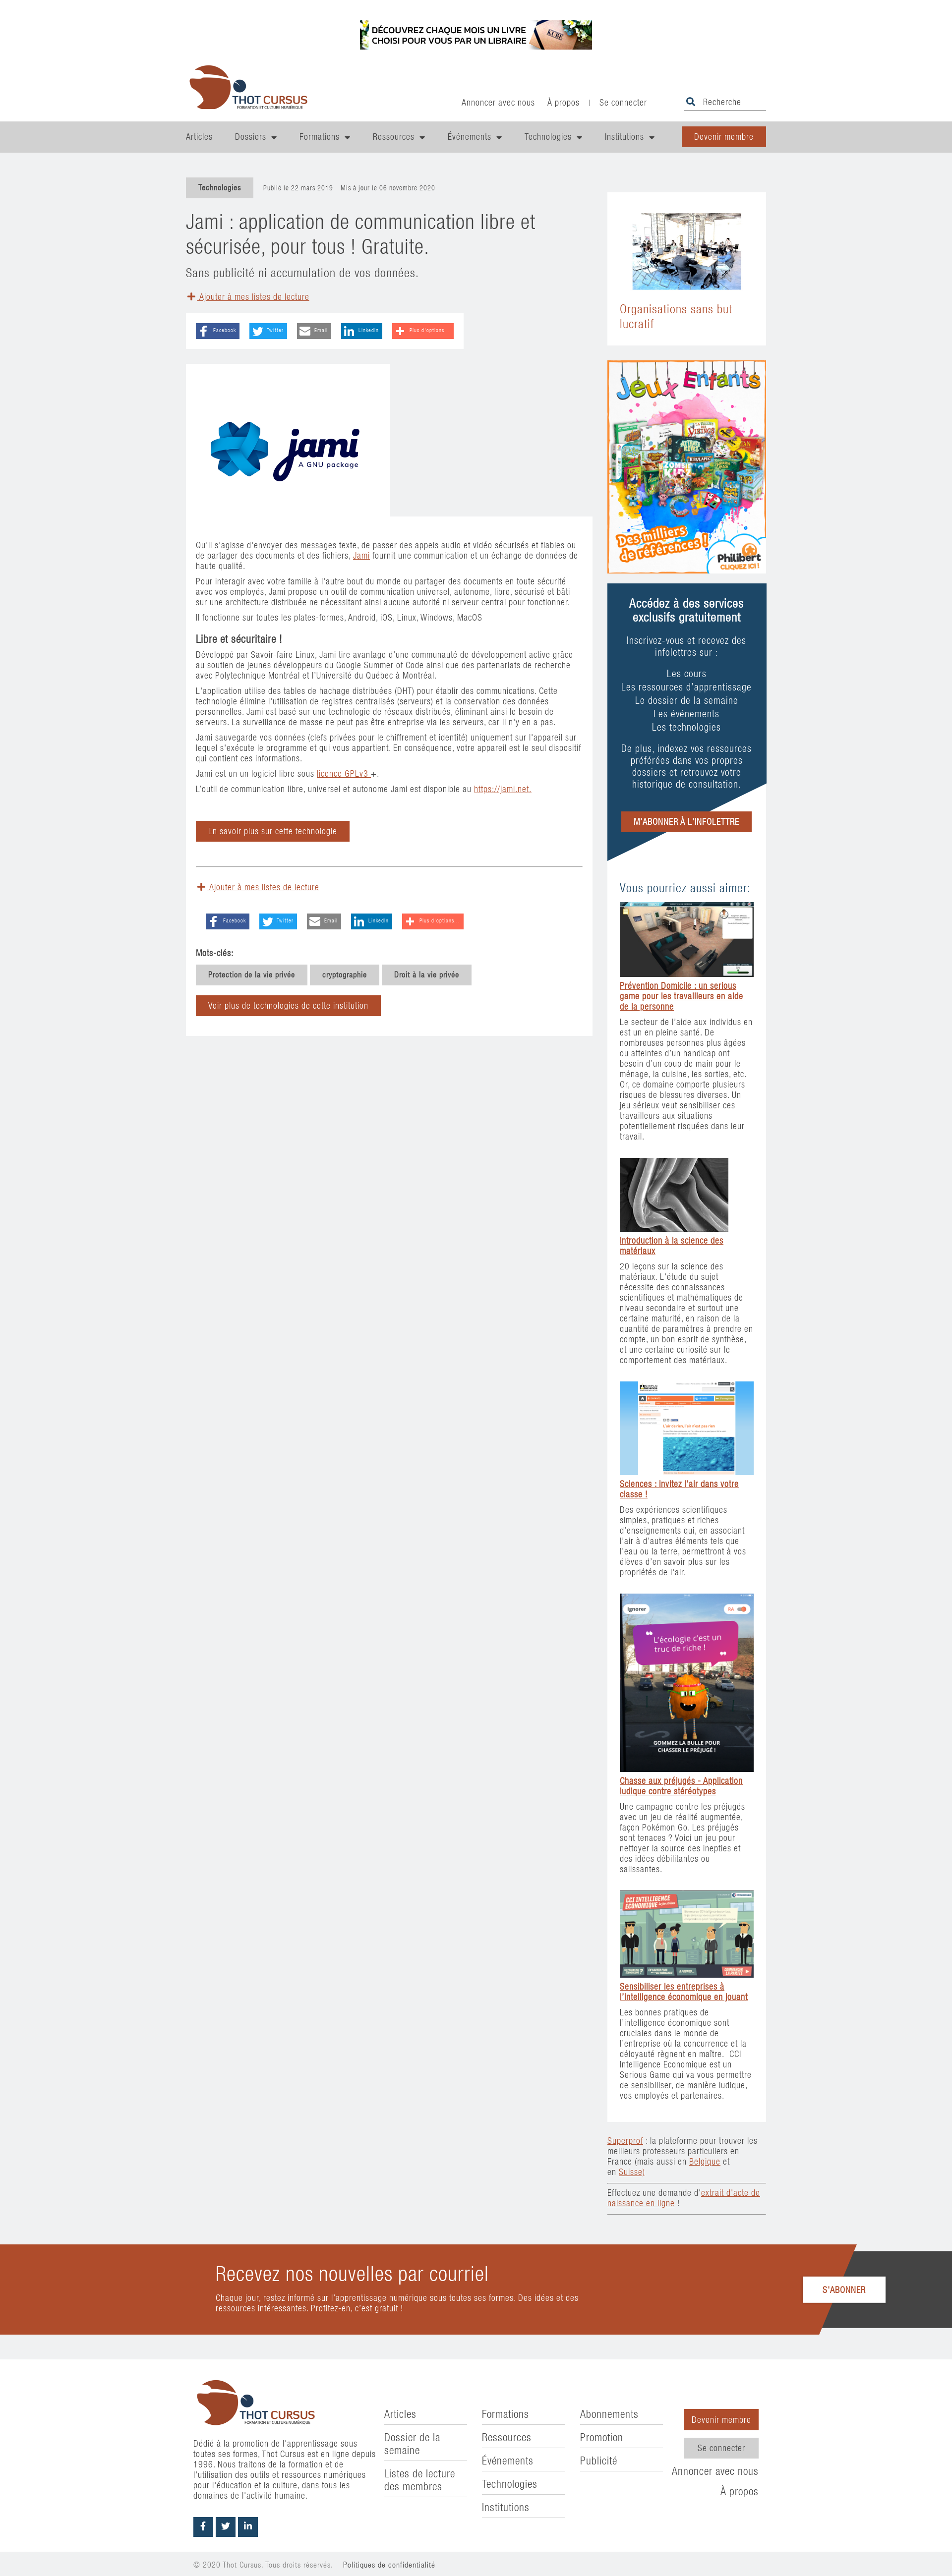 DÉCOUVREZ CHAQUE MOIS UN LIVRE
CHOISI POUR VOUS PAR UN LIBRAIRE
KUBE
THOT CURSUS
FORMATION ET CULTURE NUMÉRIQUE
Annoncer avec nous
À propos
|
Se connecter
Recherche
Articles
Dossiers
Formations
Ressources
Événements
Technologies
Institutions
Devenir membre
Technologies
Publié le 22 mars 2019
Mis à jour le 06 novembre 2020
Jami : application de communication libre et
sécurisée, pour tous ! Gratuite.
Sans publicité ni accumulation de vos données.
Ajouter à mes listes de lecture
Facebook
Twitter
Email
LinkedIn
Plus d'options...
jami
A GNU package
Qu'il s'agisse d'envoyer des messages texte, de passer des appels audio et vidéo sécurisés et fiables ou
de partager des documents et des fichiers, Jami fournit une communication et un échange de données de
haute qualité.
Pour interagir avec votre famille à l'autre bout du monde ou partager des documents en toute sécurité
avec vos employés, Jami propose un outil de communication universel, autonome, libre, sécurisé et bâti
sur une architecture distribuée ne nécessitant ainsi aucune autorité ni serveur central pour fonctionner.
Il fonctionne sur toutes les plates-formes, Android, iOS, Linux, Windows, MacOS
Libre et sécuritaire !
Développé par Savoir-faire Linux, Jami tire avantage d'une communauté de développement active grâce
au soutien de jeunes développeurs du Google Summer of Code ainsi que des partenariats de recherche
avec Polytechnique Montréal et l'Université du Québec à Montréal.
L'application utilise des tables de hachage distribuées (DHT) pour établir des communications. Cette
technologie élimine l'utilisation de registres centralisés (serveurs) et la conservation des données
personnelles. Jami est basé sur une technologie de réseaux distribués, éliminant ainsi le besoin de
serveurs. La surveillance de masse ne peut pas être entreprise via les serveurs, car il n'y en a pas.
Jami sauvegarde vos données (clefs privées pour le chiffrement et identité) uniquement sur l'appareil sur
lequel s'exécute le programme et qui vous appartient. En conséquence, votre appareil est le seul dispositif
qui contient ces informations.
Jami est un un logiciel libre sous licence GPLv3 +.
L'outil de communication libre, universel et autonome Jami est disponible au https://jami.net.
En savoir plus sur cette technologie
Ajouter à mes listes de lecture
Facebook
Twitter
Email
LinkedIn
Plus d'options...
Mots-clés:
Protection de la vie privée
cryptographie
Droit à la vie privée
Voir plus de technologies de cette institution
Organisations sans but
lucratif
Jeux Enfants
Des milliers
de références !
PHILIBERT
CLIQUEZ ICI !
Accédez à des services
exclusifs gratuitement
Inscrivez-vous et recevez des
infolettres sur :
Les cours
Les ressources d'apprentissage
Le dossier de la semaine
Les événements
Les technologies
De plus, indexez vos ressources
préférées dans vos propres
dossiers et retrouvez votre
historique de consultation.
M'ABONNER À L'INFOLETTRE
Vous pourriez aussi aimer:
Prévention Domicile : un serious
game pour les travailleurs en aide
de la personne
Le secteur de l'aide aux individus en
est un en pleine santé. De
nombreuses personnes plus âgées
ou atteintes d'un handicap ont
besoin d'un coup de main pour le
ménage, la cuisine, les sorties, etc.
Or, ce domaine comporte plusieurs
risques de blessures diverses. Un
jeu sérieux veut sensibiliser ces
travailleurs aux situations
potentiellement risquées dans leur
travail.
Introduction à la science des
matériaux
20 leçons sur la science des
matériaux. L'étude du sujet
nécessite des connaissances
scientifiques et mathématiques de
niveau secondaire et surtout une
certaine maturité, en raison de la
quantité de paramètres à prendre en
compte, un bon esprit de synthèse,
et une certaine curiosité sur le
comportement des matériaux.
Sciences : Invitez l'air dans votre
classe !
Des expériences scientifiques
simples, pratiques et riches
d'enseignements qui, en associant
l'air à d'autres éléments tels que
l'eau ou la terre, permettront à vos
élèves d'en savoir plus sur les
propriétés de l'air.
Ignorer
L'écologie c'est un
truc de riche !
GOMMEZ LA BULLE POUR
CHASSER LE PRÉJUGÉ !
Chasse aux préjugés - Application
ludique contre stéréotypes
Une campagne contre les préjugés
avec un jeu de réalité augmentée,
façon Pokémon Go. Les préjugés
sont tenaces ? Voici un jeu pour
nettoyer la source des inepties et
des idées débilitantes ou
salissantes.
CCI INTELLIGENCE
ECONOMIQUE
Sensibiliser les entreprises à
l'intelligence économique en jouant
Les bonnes pratiques de
l'intelligence économique sont
cruciales dans le monde de
l'entreprise où la concurrence et la
déloyauté règnent en maître. CCI
Intelligence Economique est un
Serious Game qui va vous permettre
de sensibiliser, de manière ludique,
vos employés et partenaires.
Superprof : la plateforme pour trouver les
meilleurs professeurs particuliers en
France (mais aussi en Belgique et
en Suisse)
Effectuez une demande d'extrait d'acte de
naissance en ligne !
Recevez nos nouvelles par courriel
Chaque jour, restez informé sur l'apprentissage numérique sous toutes ses formes. Des idées et des
ressources intéressantes. Profitez-en, c'est gratuit !
S'ABONNER
THOT CURSUS
FORMATION ET CULTURE NUMÉRIQUE
Dédié à la promotion de l'apprentissage sous
toutes ses formes, Thot Cursus est en ligne depuis
1996. Nous traitons de la formation et de
l'utilisation des outils et ressources numériques
pour l'éducation et la culture, dans tous les
domaines de l'activité humaine.
Articles
Dossier de la
semaine
Listes de lecture
des membres
Formations
Ressources
Événements
Technologies
Institutions
Abonnements
Promotion
Publicité
Devenir membre
Se connecter
Annoncer avec nous
À propos
© 2020 Thot Cursus. Tous droits réservés.
Politiques de confidentialité